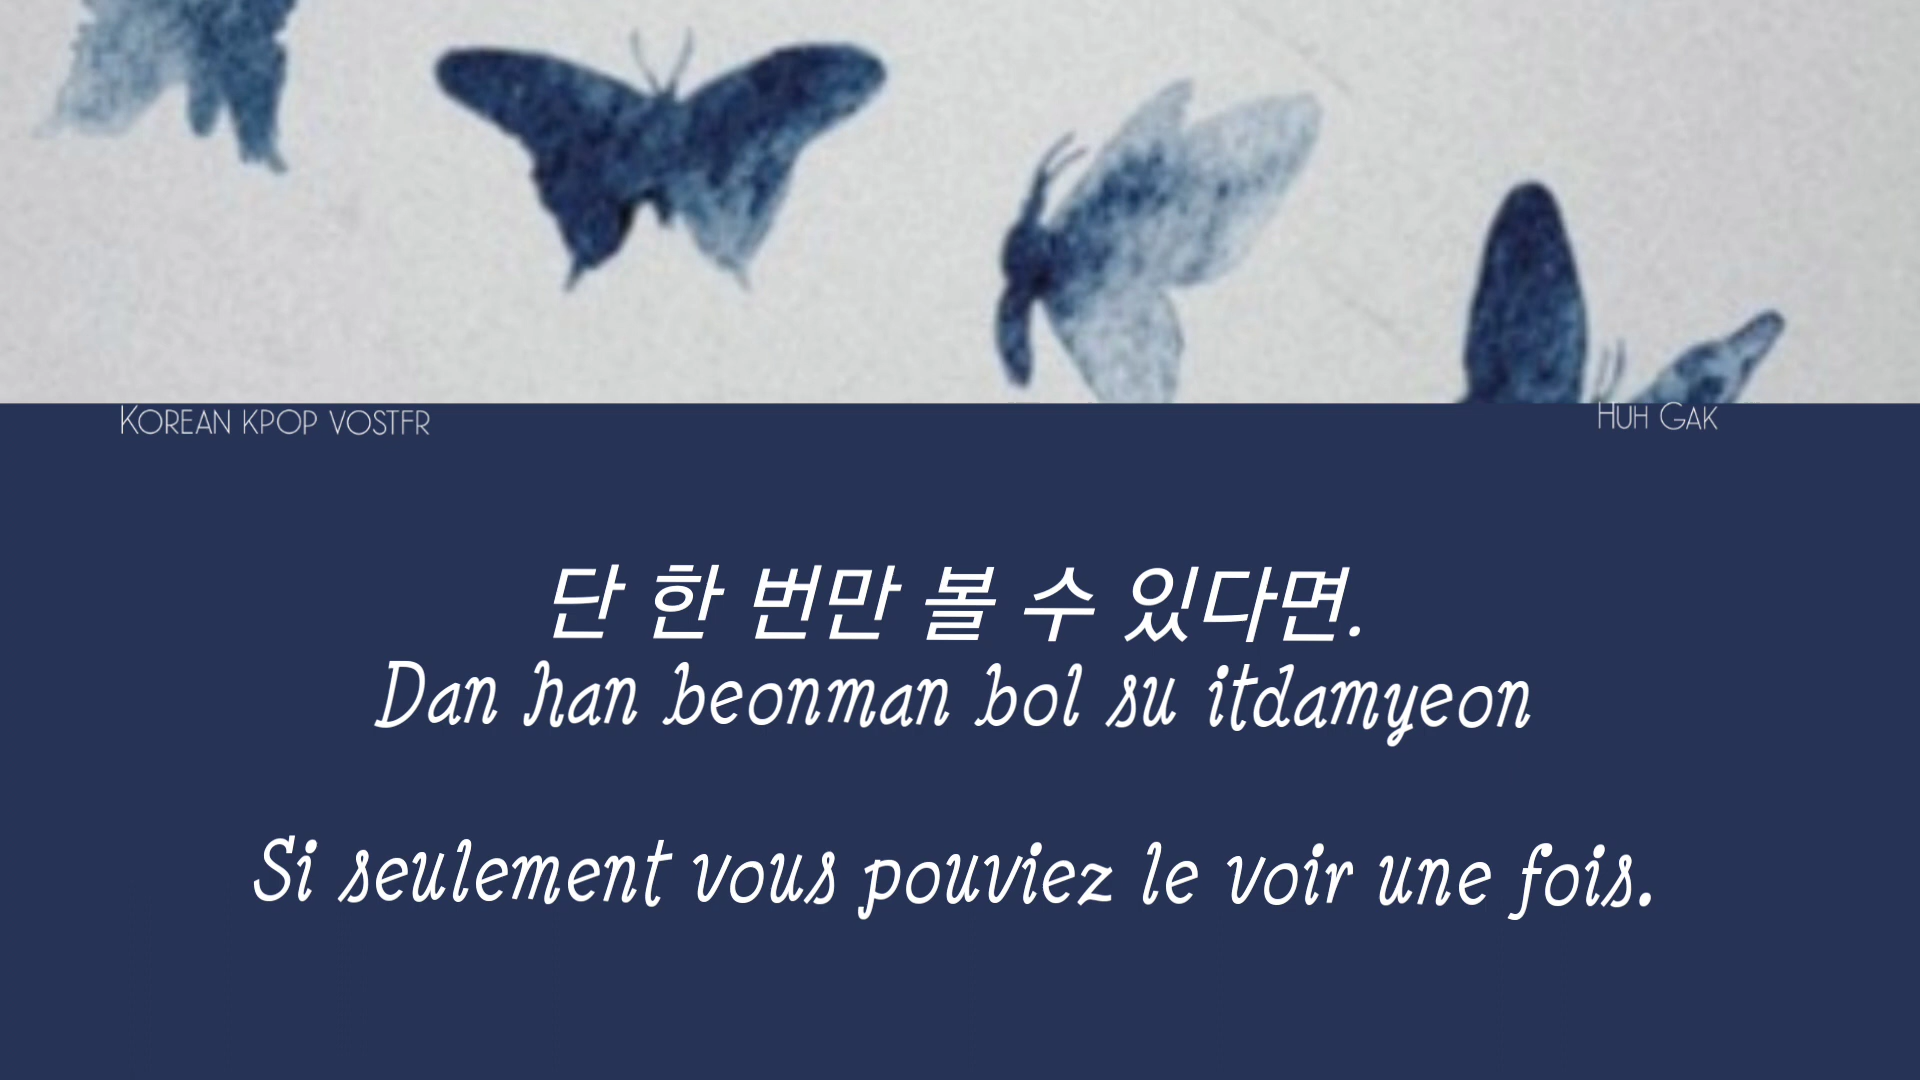 KOREAN KPOP VOSTFR
HUH GAK
단 한 번만 볼 수 있다면.
Dan han beonman bol su itdamyeon
Si seulement vous pouviez le voir une fois.